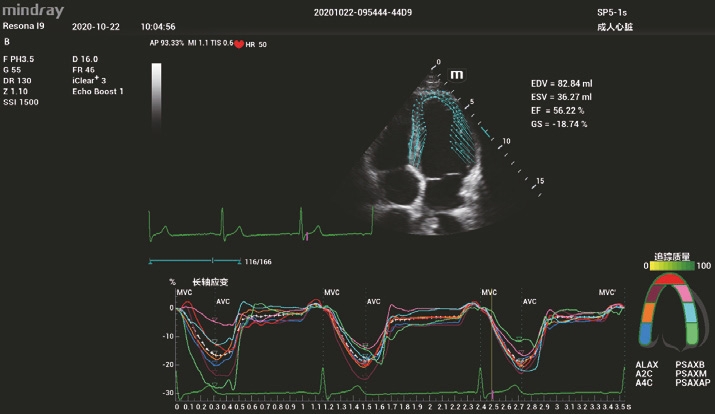 mindray
20201022-095444-44D9
SP5-1s
Resona I9
2020-10-22
10:04:56
成人心脏
B
AP 93.33% MI 1.1 TIS 0.6 HR 50
F PH3.5 D 16.0
G 55 FR 46
DR 130 iClear+ 3
Z 1.10 Echo Boost 1
SSI 1500
0
m
5
10
15
EDV = 82.84 ml
ESV = 36.27 ml
EF = 56.22 %
GS = -18.74 %
116/166
% 长轴应变
MVC AVC MVC AVC MVC AVC MVC'
0
-10
-20
-30
0 0.1 0.2 0.3 0.4 0.5 0.6 0.7 0.8 0.9 1 1.1 1.2 1.3 1.4 1.5 1.6 1.7 1.8 1.9 2 2.1 2.2 2.3 2.4 2.5 2.6 2.7 2.8 2.9 3 3.1 3.2 3.3 3.4 3.5 s
追踪质量
0 100
ALAX PSAXB
A2C PSAXM
A4C PSAXAP